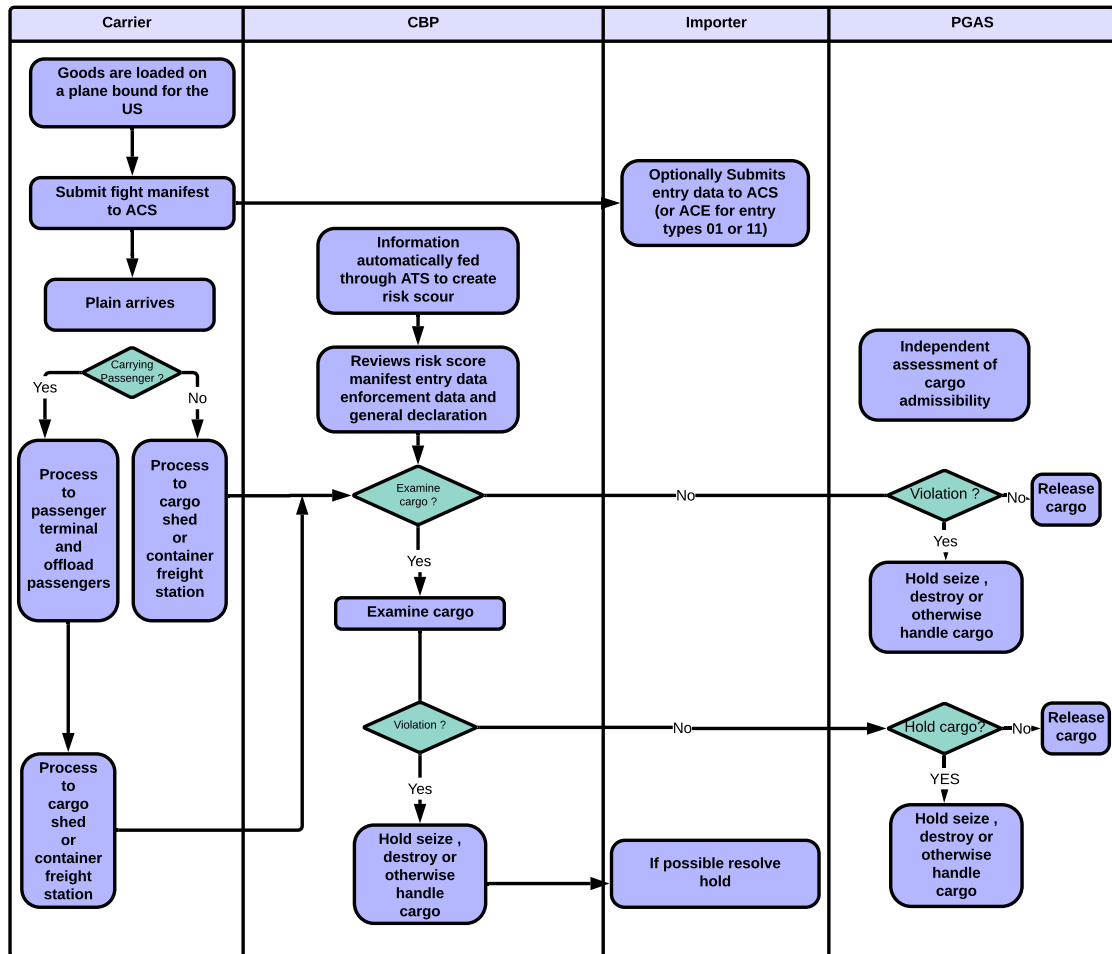 Carrier
CBP
Importer
PGAS
Goods are loaded on
a plane bound for the
US
Submit fight manifest
to ACS
Optionally Submits
entry data to ACS
(or ACE for entry
types 01 or 11)
Information
automatically fed
through ATS to create
risk scour
Plain arrives
Carrying
Passenger ?
Yes
No
Reviews risk score
manifest entry data
enforcement data and
general declaration
Independent
assessment of
cargo
admissibility
Process
to
passenger
terminal
and
offload
passengers
Process
to
cargo
shed
or
container
freight
station
Examine
cargo ?
No
Violation ?
No
Release
cargo
Yes
Yes
Examine cargo
Hold seize ,
destroy or
otherwise
handle cargo
Violation ?
No
Hold cargo?
No
Release
cargo
Yes
YES
Process
to
cargo
shed
or
container
freight
station
Hold seize ,
destroy or
otherwise
handle
cargo
If possible resolve
hold
Hold seize ,
destroy or
otherwise
handle
cargo